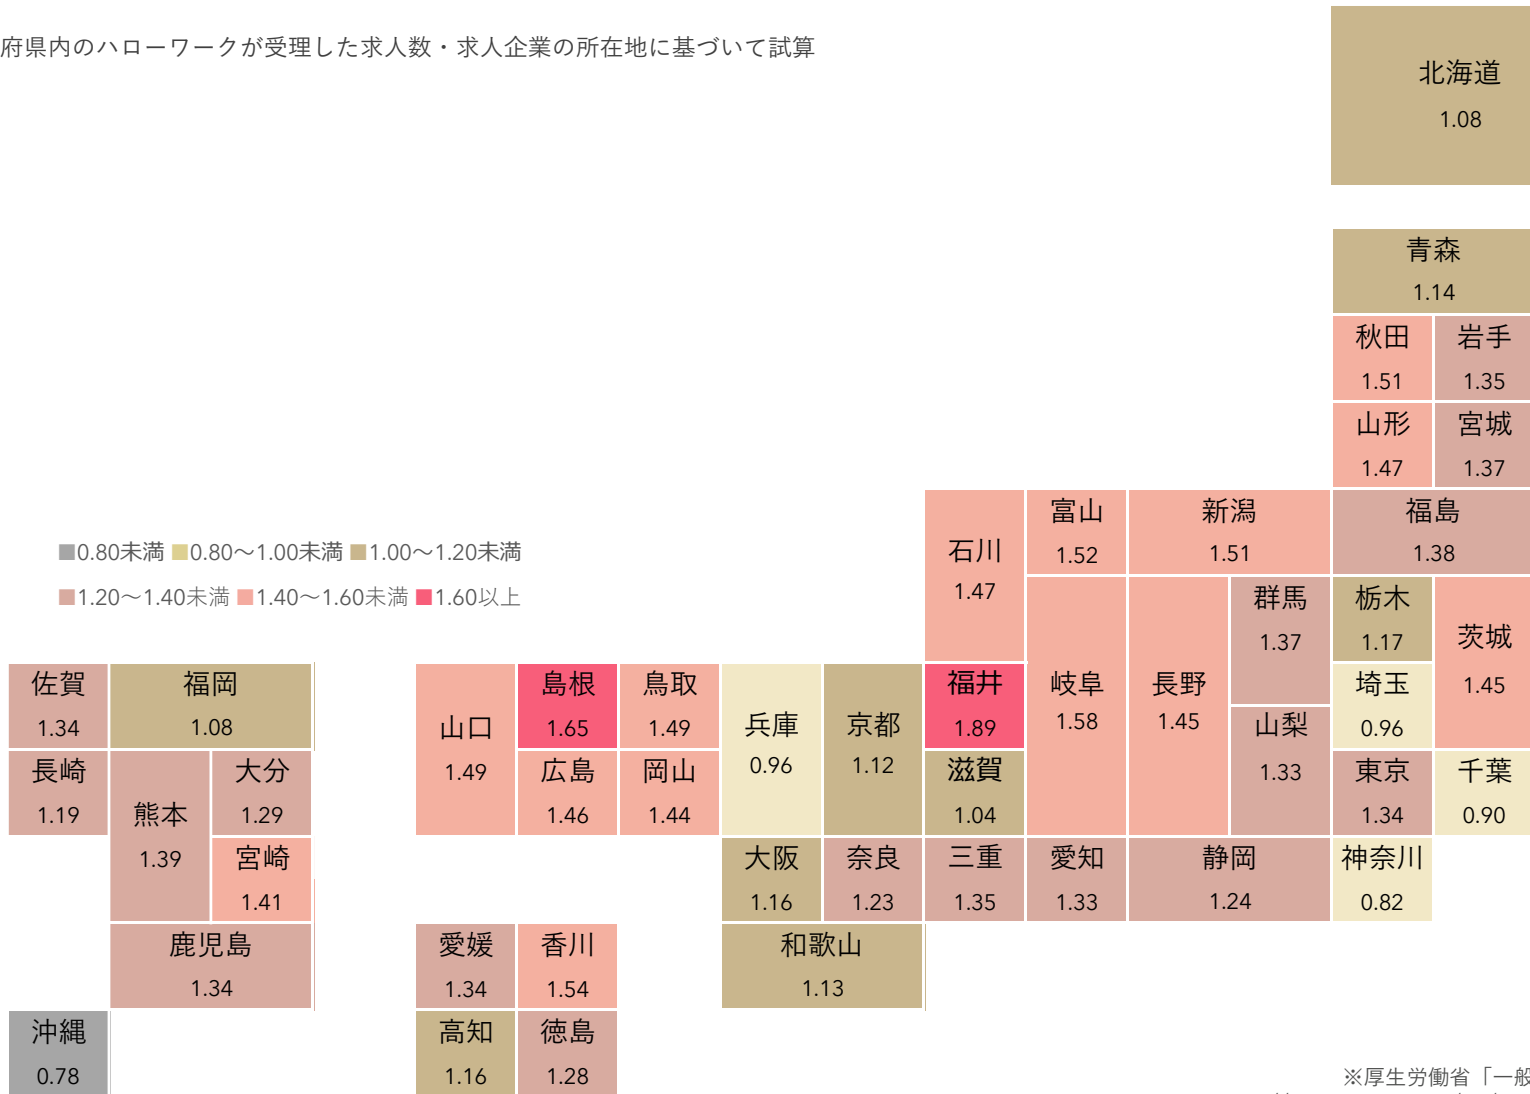 府県内のハローワークが受理した求人数・求人企業の所在地に基づいて試算
北海道
1.08
青森
1.14
秋田 岩手
1.51 1.35
山形 宮城
1.47 1.37
石川
1.47
富山 新潟 福島
1.52 1.51 1.38
■0.80未満 ■0.80〜1.00未満 ■1.00〜1.20未満
■1.20〜1.40未満 ■1.40〜1.60未満 ■1.60以上
群馬 栃木
1.37 1.17
茨城
1.45
佐賀 福岡
1.34 1.08
山口
1.49
島根 鳥取
1.65 1.49
兵庫 京都
0.96 1.12
福井
1.89
岐阜 長野
1.58 1.45
山梨
1.33
埼玉
0.96
長崎
1.19
熊本
1.39
大分
1.29
広島 岡山
1.46 1.44
滋賀
1.04
東京 千葉
1.34 0.90
宮崎
1.41
大阪 奈良 三重 愛知 静岡 神奈川
1.16 1.23 1.35 1.33 1.24 0.82
鹿児島
1.34
愛媛 香川
1.34 1.54
和歌山
1.13
沖縄
0.78
高知 徳島
1.16 1.28
※厚生労働省「一般